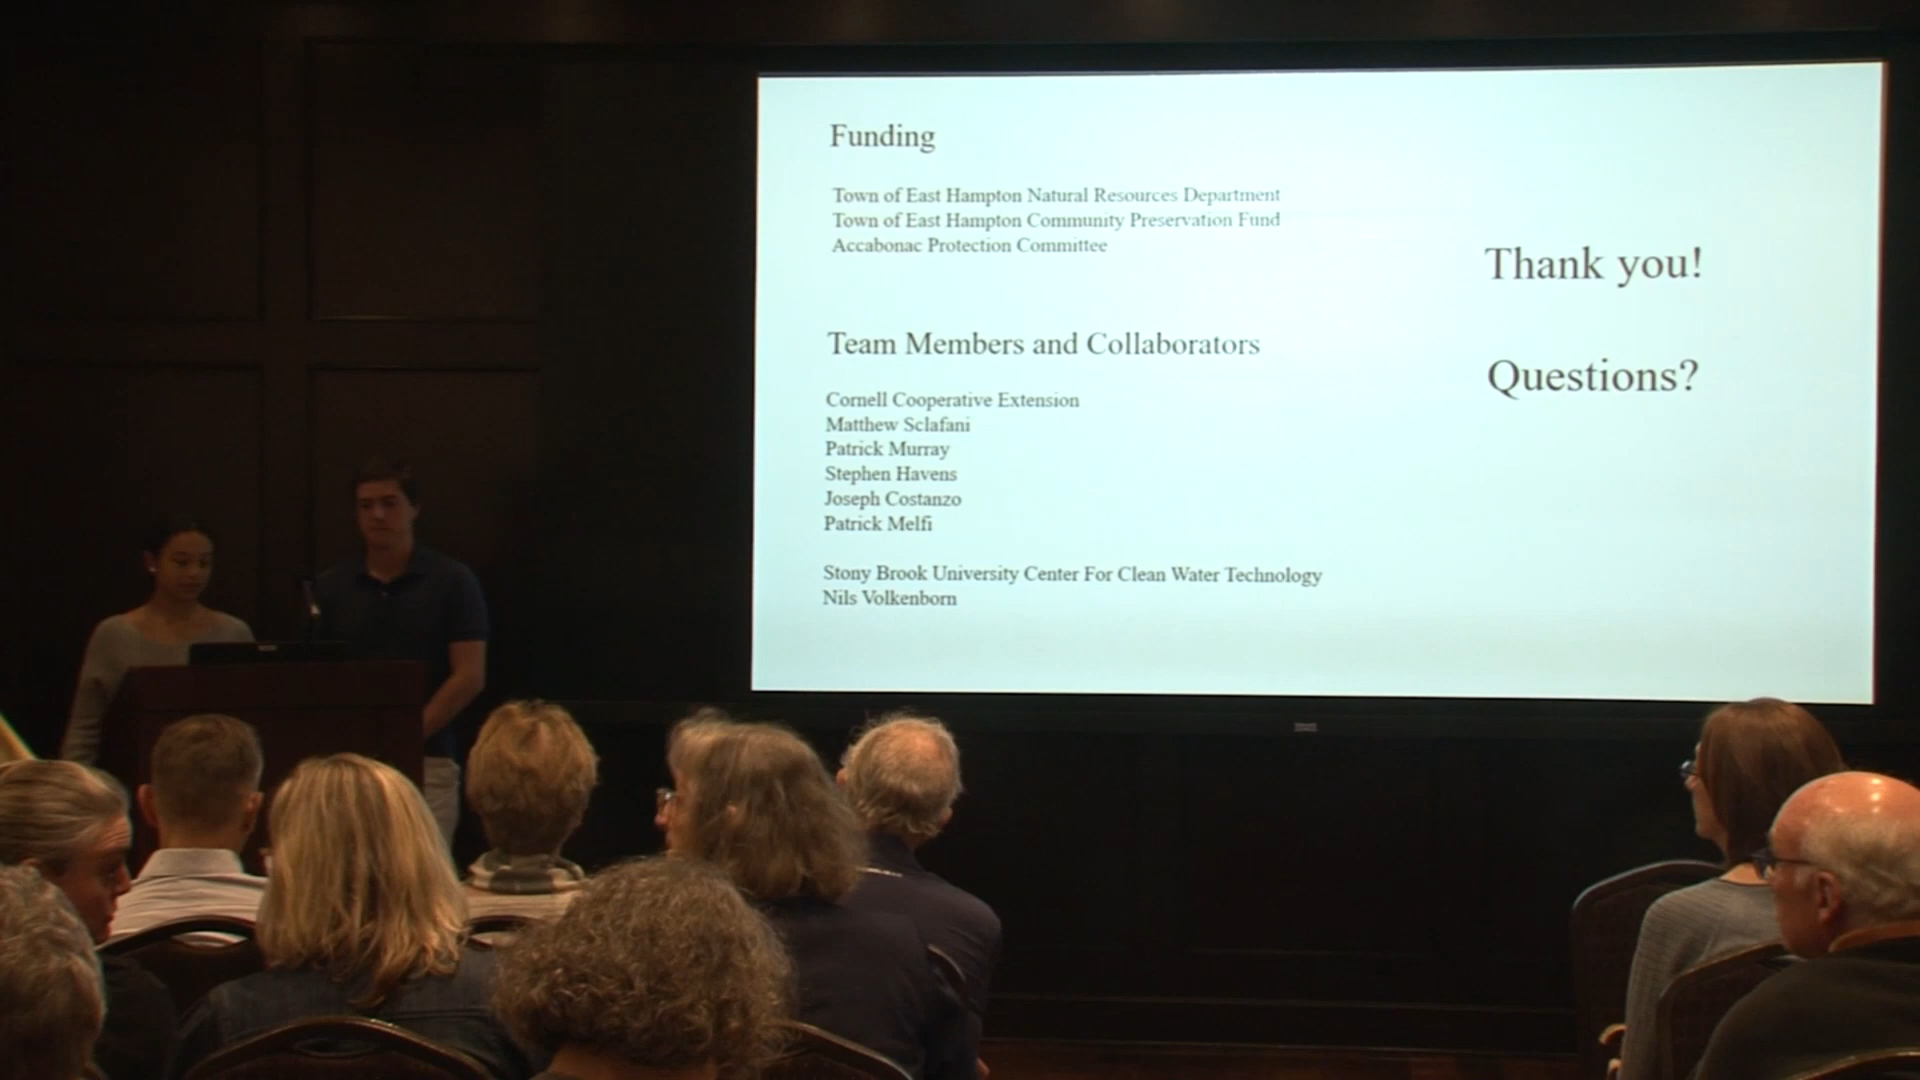 Funding
Town of East Hampton Natural Resources Department
Town of East Hampton Community Preservation Fund
Accabonac Protection Committee
Team Members and Collaborators
Cornell Cooperative Extension
Matthew Sclafani
Patrick Murray
Stephen Havens
Joseph Costanzo
Patrick Melfi
Stony Brook University Center For Clean Water Technology
Nils Volkenborn
Thank you!
Questions?